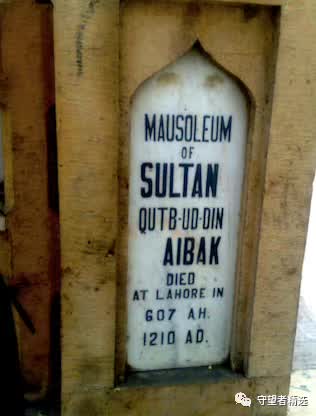 MAUSOLEUM
OF
SULTAN
QUTB-UD-DIN
AIBAK
DIED
AT LAHORE IN
607 AH.
1210 AD.
守望者精选